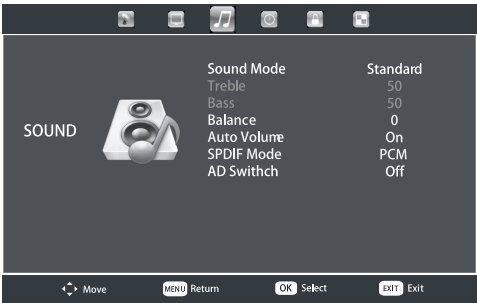 Sound Mode Standard
Treble 50
Bass 50
SOUND
Balance 0
Auto Volume On
SPDIF Mode PCM
AD Swithch Off
Move MENU Return OK Select EXIT Exit